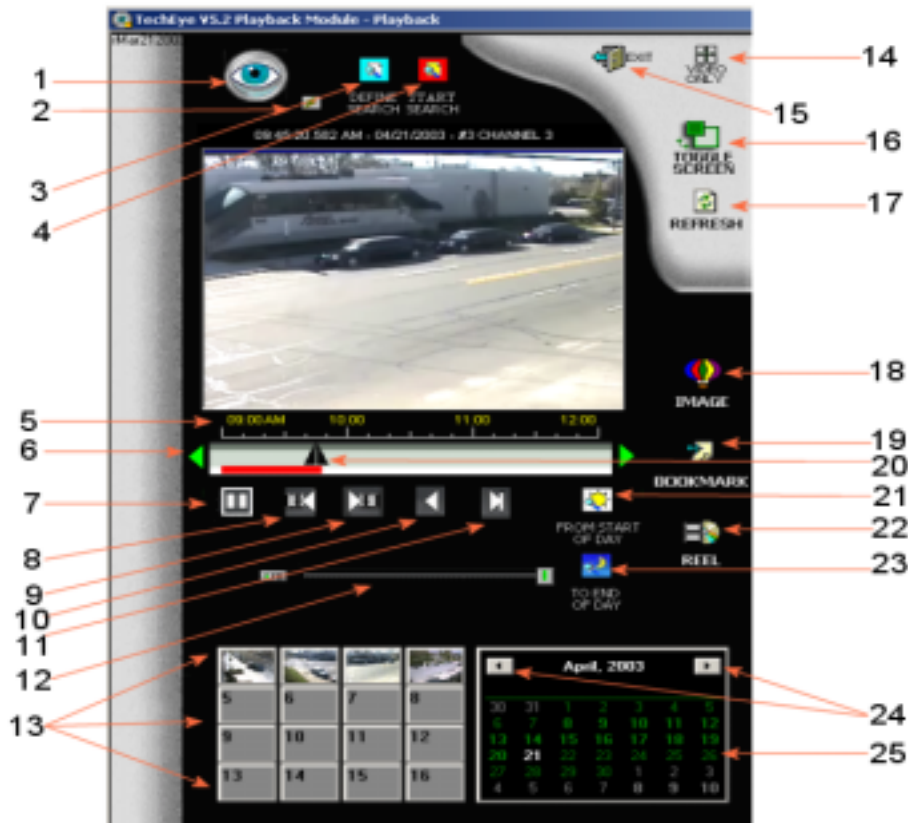 TechEye V5.2 Playback Module - Playback
1
2
3
4
5
6
7
8
9
10
11
12
13
DEFINE SEARCH
START SEARCH
EXIT
VIDEO ONLY
14
15
TOGGLE SCREEN
16
REFRESH
17
09:45:20.582 AM - 04/21/2003 - #3 CHANNEL 3
IMAGE
18
09:00AM 10:00 11:00 12:00
19
20
BOOKMARK
21
FROM START OF DAY
REEL
22
23
TO END OF DAY
5 6 7 8
9 10 11 12
13 14 15 16
April, 2003
24
30 31 1 2 3 4 5
6 7 8 9 10 11 12
13 14 15 16 17 18 19
20 21 22 23 24 25 26
27 28 29 30 1 2 3
4 5 6 7 8 9 10
25